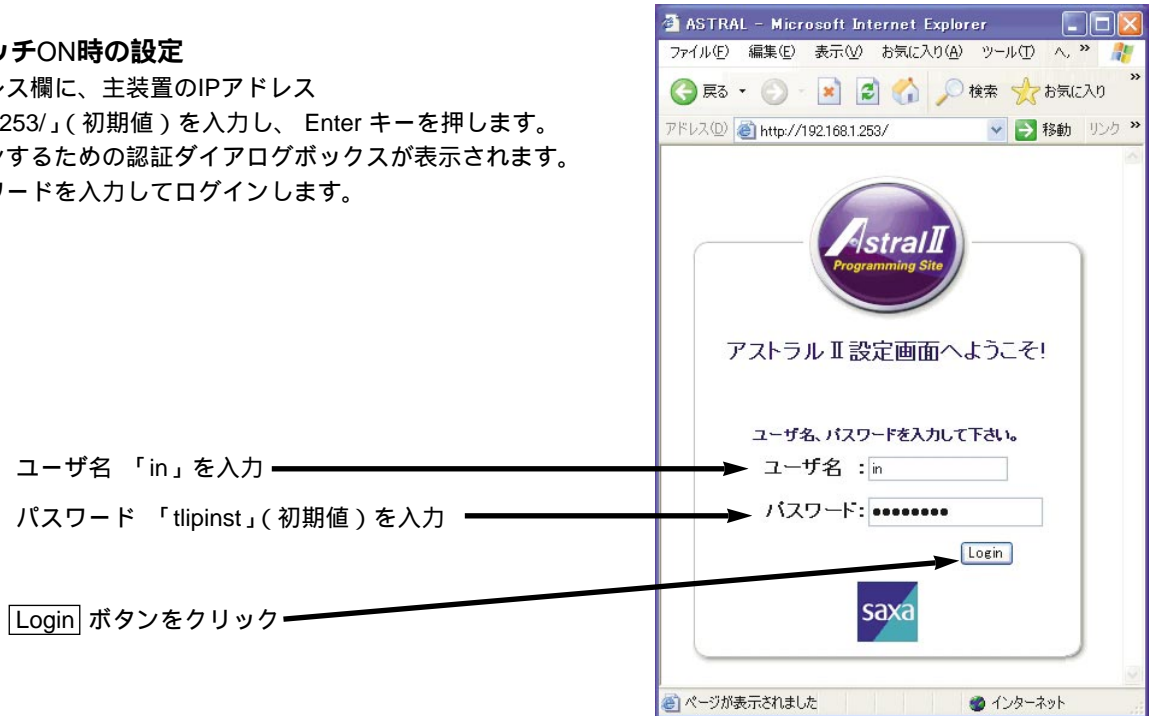 ッチON時の設定
レス欄に、主装置のIPアドレス
.253/」(初期値)を入力し、 Enter キーを押します。
ンするための認証ダイアログボックスが表示されます。
ワードを入力してログインします。
ユーザ名 「in」を入力
パスワード 「tlipinst」(初期値)を入力
Login ボタンをクリック
ASTRAL - Microsoft Internet Explorer
ファイル(F) 編集(E) 表示(V) お気に入り(A) ツール(T) ヘ, »
戻る 検索 お気に入り »
アドレス(D) http://192.168.1.253/ 移動 リンク »
Astral II
Programming Site
アストラル II 設定画面へようこそ!
ユーザ名、パスワードを入力して下さい。
ユーザ名 : in
パスワード: ●●●●●●●●
Login
saxa
ページが表示されました インターネット